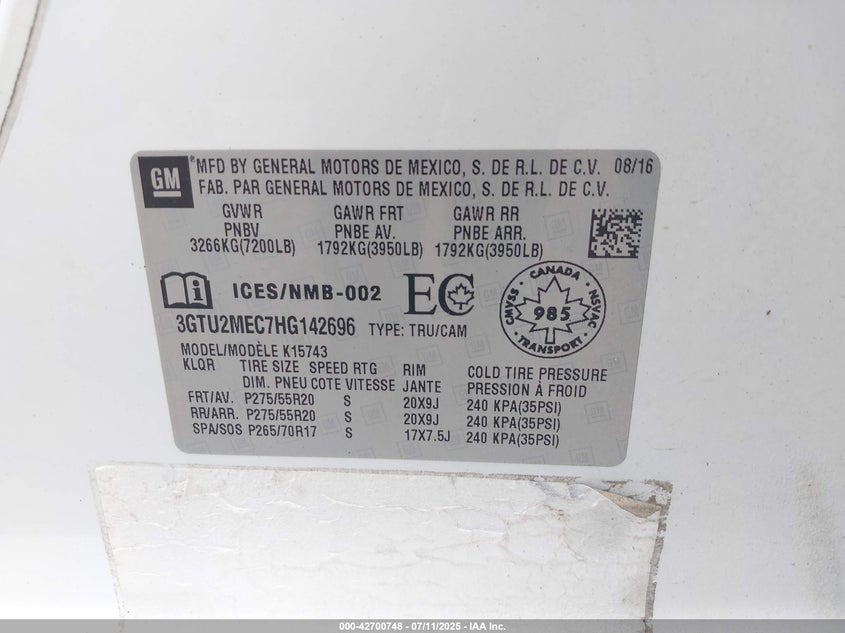 GM
*MFD BY GENERAL MOTORS DE MEXICO, S. DE R.L. DE C.V. 08/16
FAB. PAR GENERAL MOTORS DE MEXICO, S. DE R.L. DE C.V.
GVWR GAWR FRT GAWR RR
PNBV PNBE AV. PNBE ARR.
3266KG(7200LB) 1792KG(3950LB) 1792KG(3950LB)
ICES/NMB-002 EC
CANADA
CMVSS 985 NSVAC
TRANSPORT
3GTU2MEC7HG142696 TYPE: TRU/CAM
MODEL/MODÈLE K15743
KLQR TIRE SIZE SPEED RTG RIM COLD TIRE PRESSURE
DIM. PNEU COTE VITESSE JANTE PRESSION À FROID
FRT/AV. P275/55R20 S 20X9J 240 KPA(35PSI)
RR/ARR. P275/55R20 S 20X9J 240 KPA(35PSI)
SPA/SOS P265/70R17 S 17X7.5J 240 KPA(35PSI)
000-42700748 - 07/11/2025 - IAA Inc.